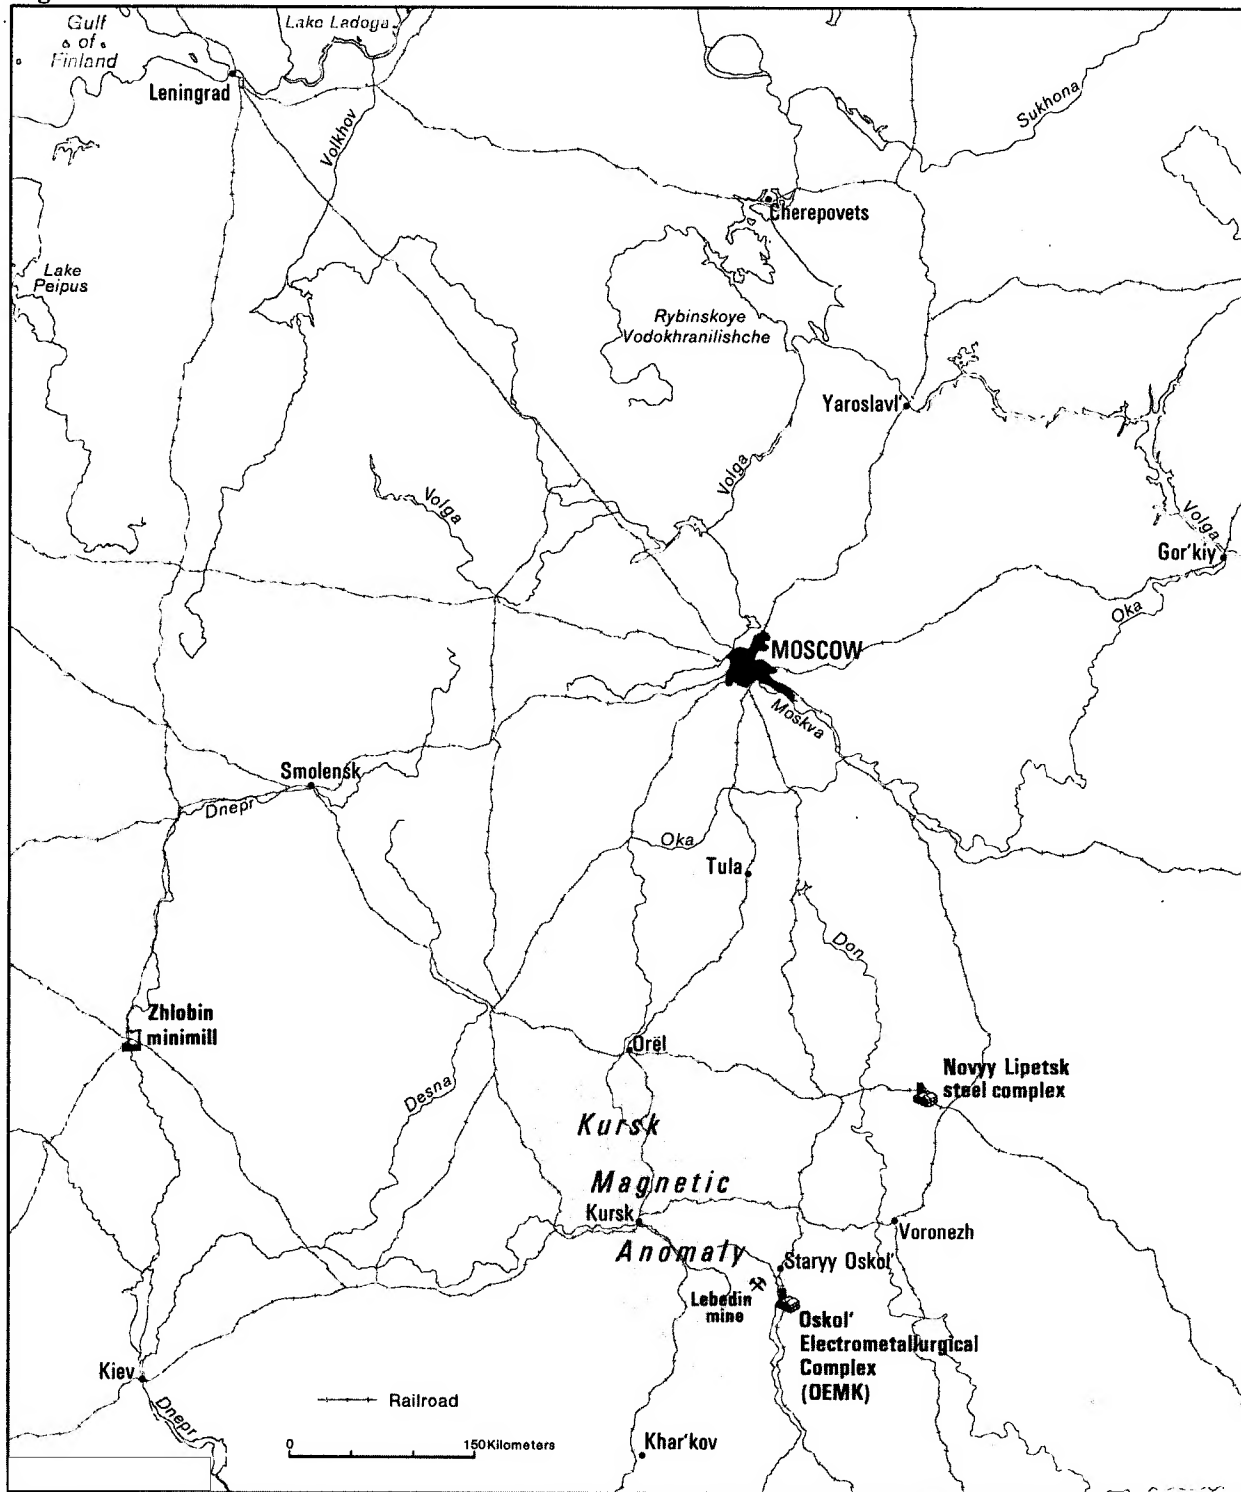 Gulf
of
Finland
Lake Ladoga
Leningrad
Volkhov
Sukhona
Cherepovets
Lake
Peipus
Rybinskoye
Vodokhranilishche
Yaroslavl'
Volga
Volga
Volga
Gor'kiy
Oka
MOSCOW
Moskva
Smolensk
Dnepr
Oka
Tula
Don
Zhlobin
minimill
Orël
Novyy Lipetsk
steel complex
Desna
Kursk
Magnetic
Anomaly
Kursk
Voronezh
Staryy Oskol'
Lebedin
mine
Oskol'
Electrometallurgical
Complex
(OEMK)
Kiev
Dnepr
Railroad
0 150 Kilometers
Khar'kov